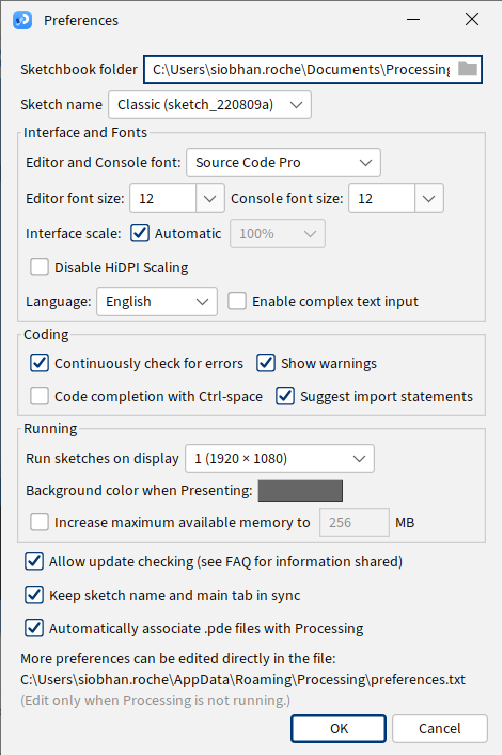 Preferences
Sketchbook folder C:\Users\siobhan.roche\Documents\Processing
Sketch name Classic (sketch_220809a)
Interface and Fonts
Editor and Console font: Source Code Pro
Editor font size: 12 Console font size: 12
Interface scale: Automatic 100%
Disable HiDPI Scaling
Language: English Enable complex text input
Coding
Continuously check for errors Show warnings
Code completion with Ctrl-space Suggest import statements
Running
Run sketches on display 1 (1920 × 1080)
Background color when Presenting:
Increase maximum available memory to 256 MB
Allow update checking (see FAQ for information shared)
Keep sketch name and main tab in sync
Automatically associate .pde files with Processing
More preferences can be edited directly in the file:
C:\Users\siobhan.roche\AppData\Roaming\Processing\preferences.txt
(Edit only when Processing is not running.)
OK Cancel